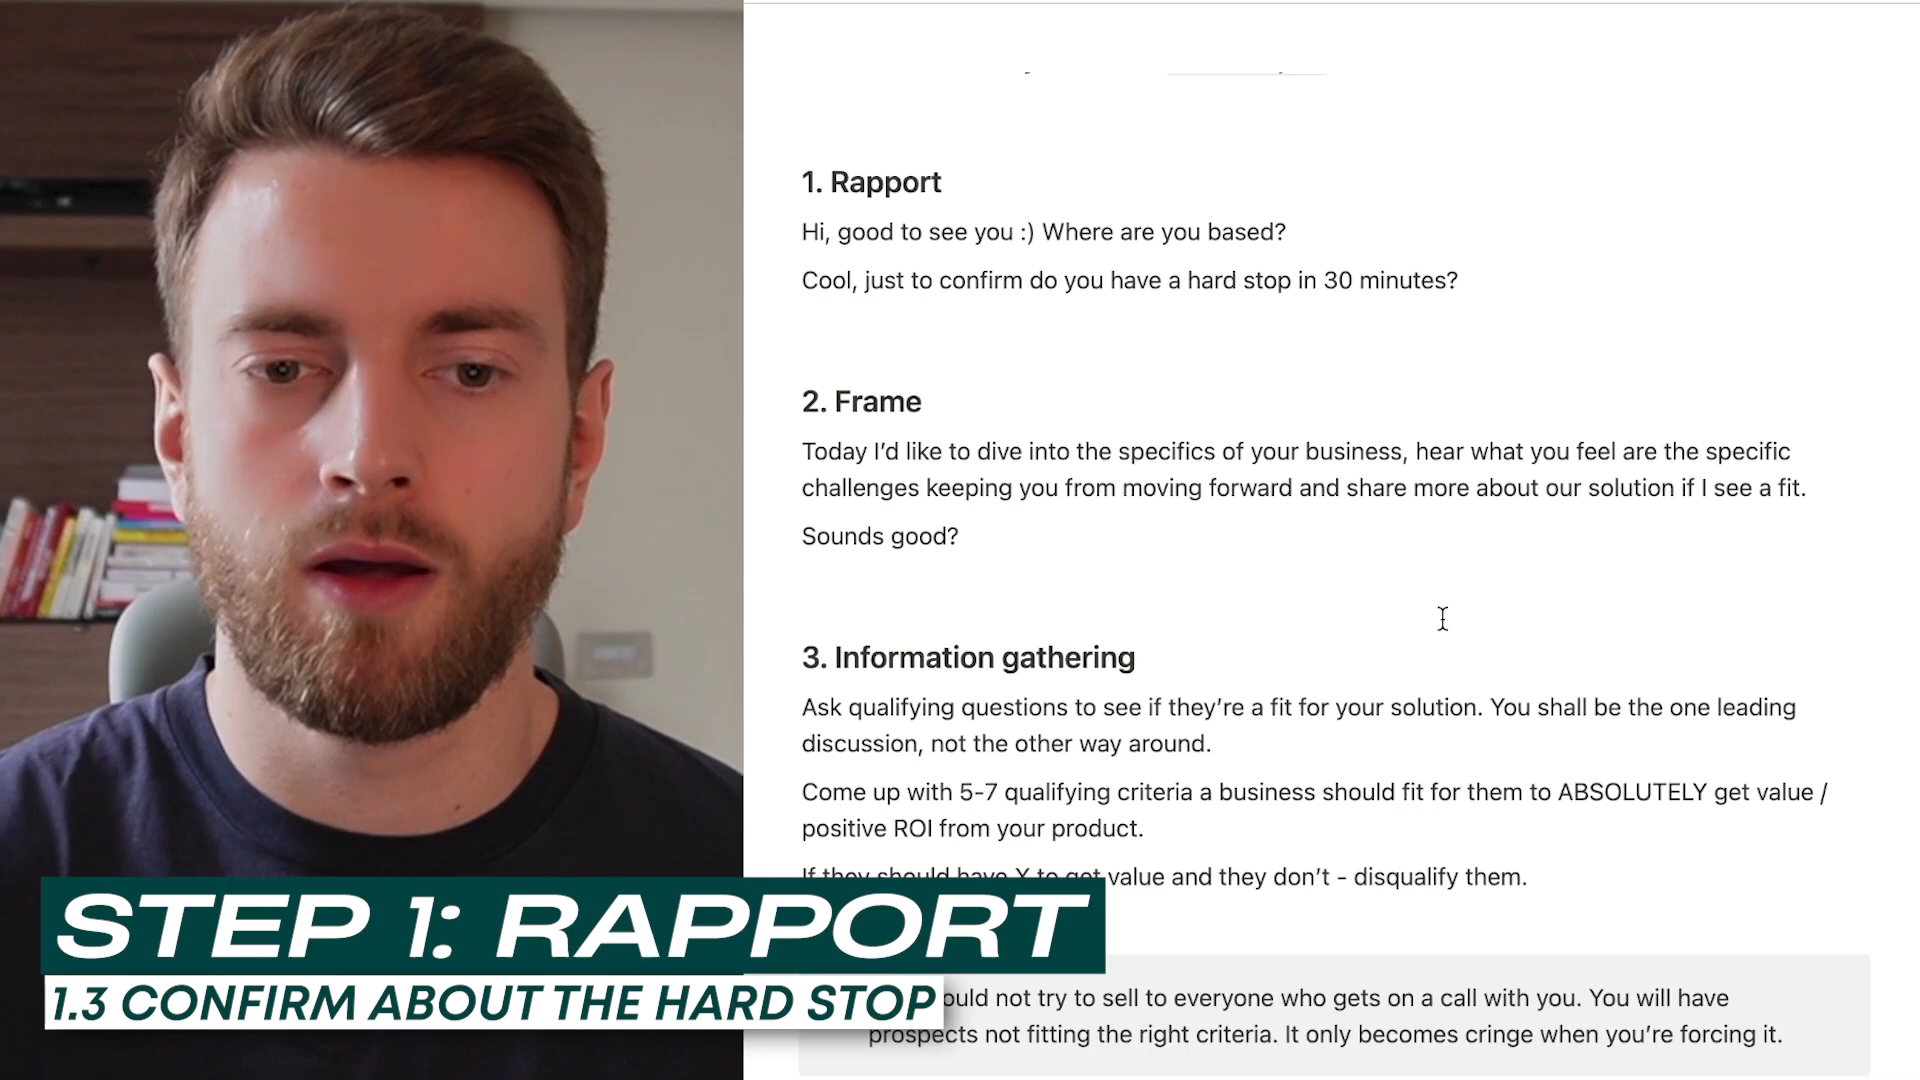 1. Rapport
Hi, good to see you :) Where are you based?
Cool, just to confirm do you have a hard stop in 30 minutes?
2. Frame
Today I’d like to dive into the specifics of your business, hear what you feel are the specific
challenges keeping you from moving forward and share more about our solution if I see a fit.
Sounds good?
3. Information gathering
Ask qualifying questions to see if they’re a fit for your solution. You shall be the one leading
discussion, not the other way around.
Come up with 5-7 qualifying criteria a business should fit for them to ABSOLUTELY get value /
positive ROI from your product.
If they should have X to get value and they don’t - disqualify them.
not try to sell to everyone who gets on a call with you. You will have
prospects not fitting the right criteria. It only becomes cringe when you’re forcing it.
STEP 1: RAPPORT
1.3 CONFIRM ABOUT THE HARD STOP